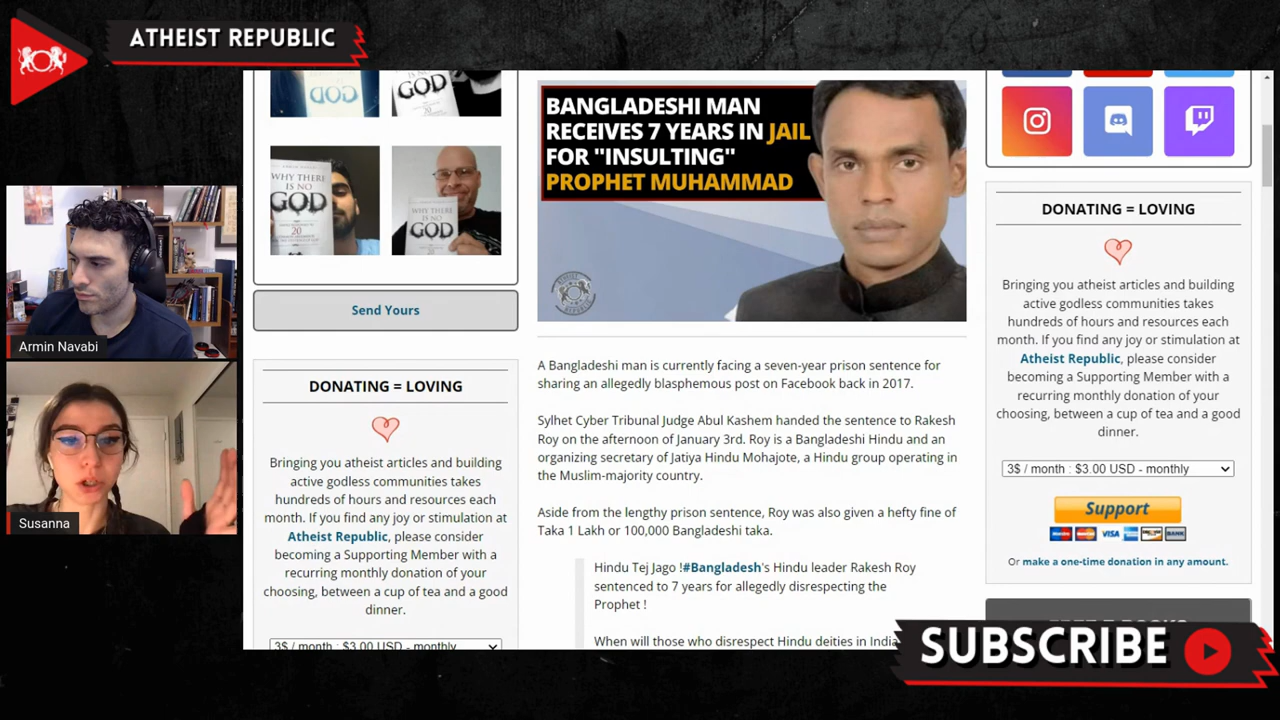 ATHEIST REPUBLIC
Armin Navabi
Susanna
GOD
GOD
WHY THERE
IS NO
GOD
20
WHY THERE
IS NO
GOD
Send Yours
DONATING = LOVING
Bringing you atheist articles and building
active godless communities takes
hundreds of hours and resources each
month. If you find any joy or stimulation at
Atheist Republic, please consider
becoming a Supporting Member with a
recurring monthly donation of your
choosing, between a cup of tea and a good
dinner.
3$ / month : $3.00 USD - monthly
BANGLADESHI MAN
RECEIVES 7 YEARS IN JAIL
FOR "INSULTING"
PROPHET MUHAMMAD
A Bangladeshi man is currently facing a seven-year prison sentence for
sharing an allegedly blasphemous post on Facebook back in 2017.
Sylhet Cyber Tribunal Judge Abul Kashem handed the sentence to Rakesh
Roy on the afternoon of January 3rd. Roy is a Bangladeshi Hindu and an
organizing secretary of Jatiya Hindu Mohajote, a Hindu group operating in
the Muslim-majority country.
Aside from the lengthy prison sentence, Roy was also given a hefty fine of
Taka 1 Lakh or 100,000 Bangladeshi taka.
Hindu Tej Jago !#Bangladesh's Hindu leader Rakesh Roy
sentenced to 7 years for allegedly disrespecting the
Prophet !
When will those who disrespect Hindu deities in India
DONATING = LOVING
Bringing you atheist articles and building
active godless communities takes
hundreds of hours and resources each
month. If you find any joy or stimulation at
Atheist Republic, please consider
becoming a Supporting Member with a
recurring monthly donation of your
choosing, between a cup of tea and a good
dinner.
3$ / month : $3.00 USD - monthly
Support
VISA
BANK
Or make a one-time donation in any amount.
SUBSCRIBE